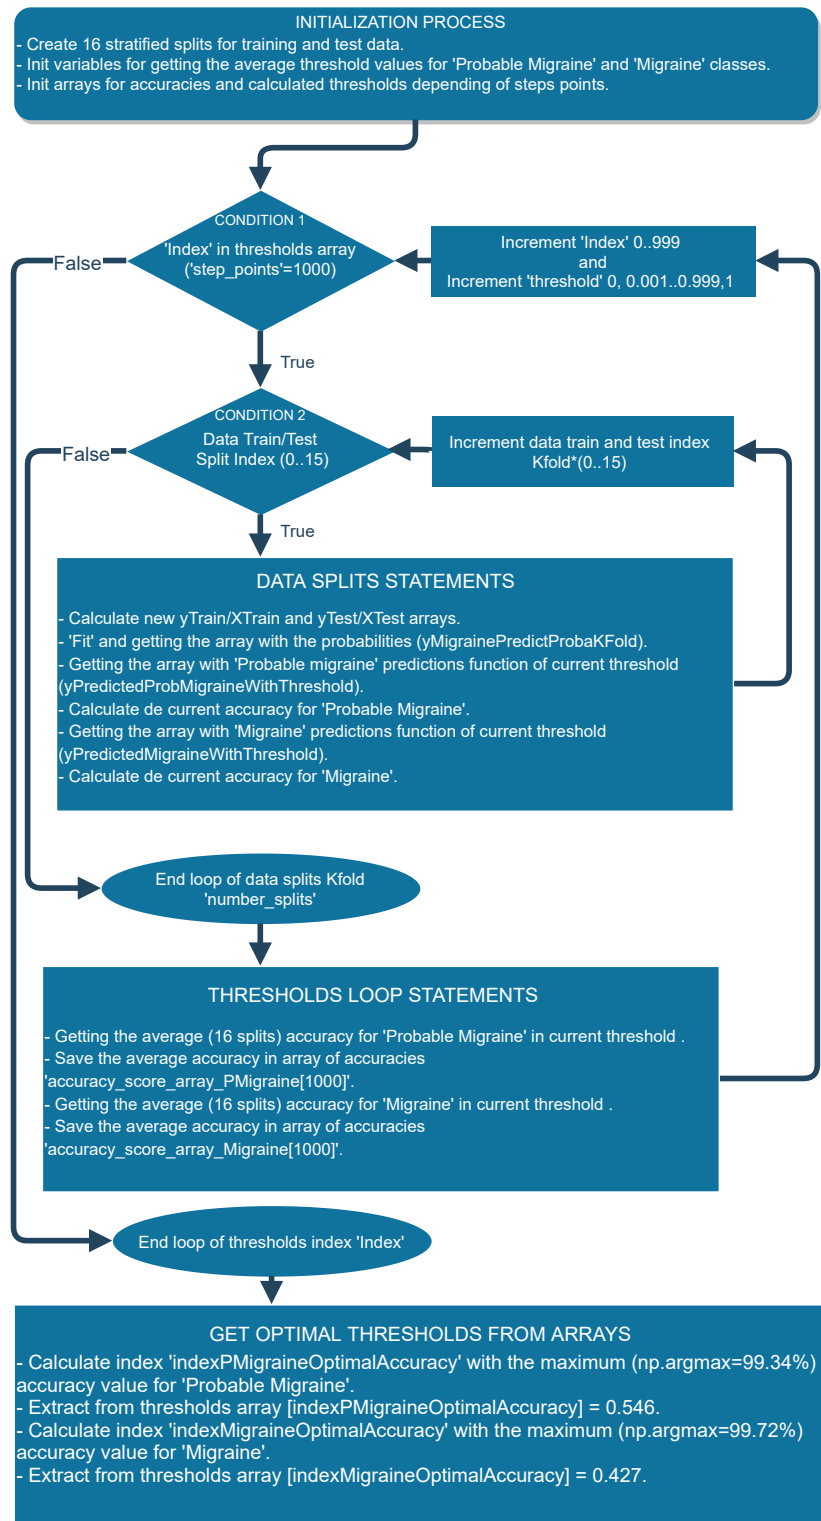 INITIALIZATION PROCESS
- Create 16 stratified splits for training and test data.
- Init variables for getting the average threshold values for 'Probable Migraine' and 'Migraine' classes.
- Init arrays for accuracies and calculated thresholds depending of steps points.
CONDITION 1
'Index' in thresholds array
('step_points'=1000)
Increment 'Index' 0..999
and
Increment 'threshold' 0, 0.001..0.999,1
False
True
CONDITION 2
Data Train/Test
Split Index (0..15)
Increment data train and test index
Kfold*(0..15)
False
True
DATA SPLITS STATEMENTS
- Calculate new yTrain/XTrain and yTest/XTest arrays.
- 'Fit' and getting the array with the probabilities (yMigrainePredictProbaKFold).
- Getting the array with 'Probable migraine' predictions function of current threshold
(yPredictedProbMigraineWithThreshold).
- Calculate de current accuracy for 'Probable Migraine'.
- Getting the array with 'Migraine' predictions function of current threshold
(yPredictedMigraineWithThreshold).
- Calculate de current accuracy for 'Migraine'.
End loop of data splits Kfold
'number_splits'
THRESHOLDS LOOP STATEMENTS
- Getting the average (16 splits) accuracy for 'Probable Migraine' in current threshold .
- Save the average accuracy in array of accuracies
'accuracy_score_array_PMigraine[1000]'.
- Getting the average (16 splits) accuracy for 'Migraine' in current threshold .
- Save the average accuracy in array of accuracies
'accuracy_score_array_Migraine[1000]'.
End loop of thresholds index 'Index'
GET OPTIMAL THRESHOLDS FROM ARRAYS
- Calculate index 'indexPMigraineOptimalAccuracy' with the maximum (np.argmax=99.34%)
accuracy value for 'Probable Migraine'.
- Extract from thresholds array [indexPMigraineOptimalAccuracy] = 0.546.
- Calculate index 'indexMigraineOptimalAccuracy' with the maximum (np.argmax=99.72%)
accuracy value for 'Migraine'.
- Extract from thresholds array [indexMigraineOptimalAccuracy] = 0.427.